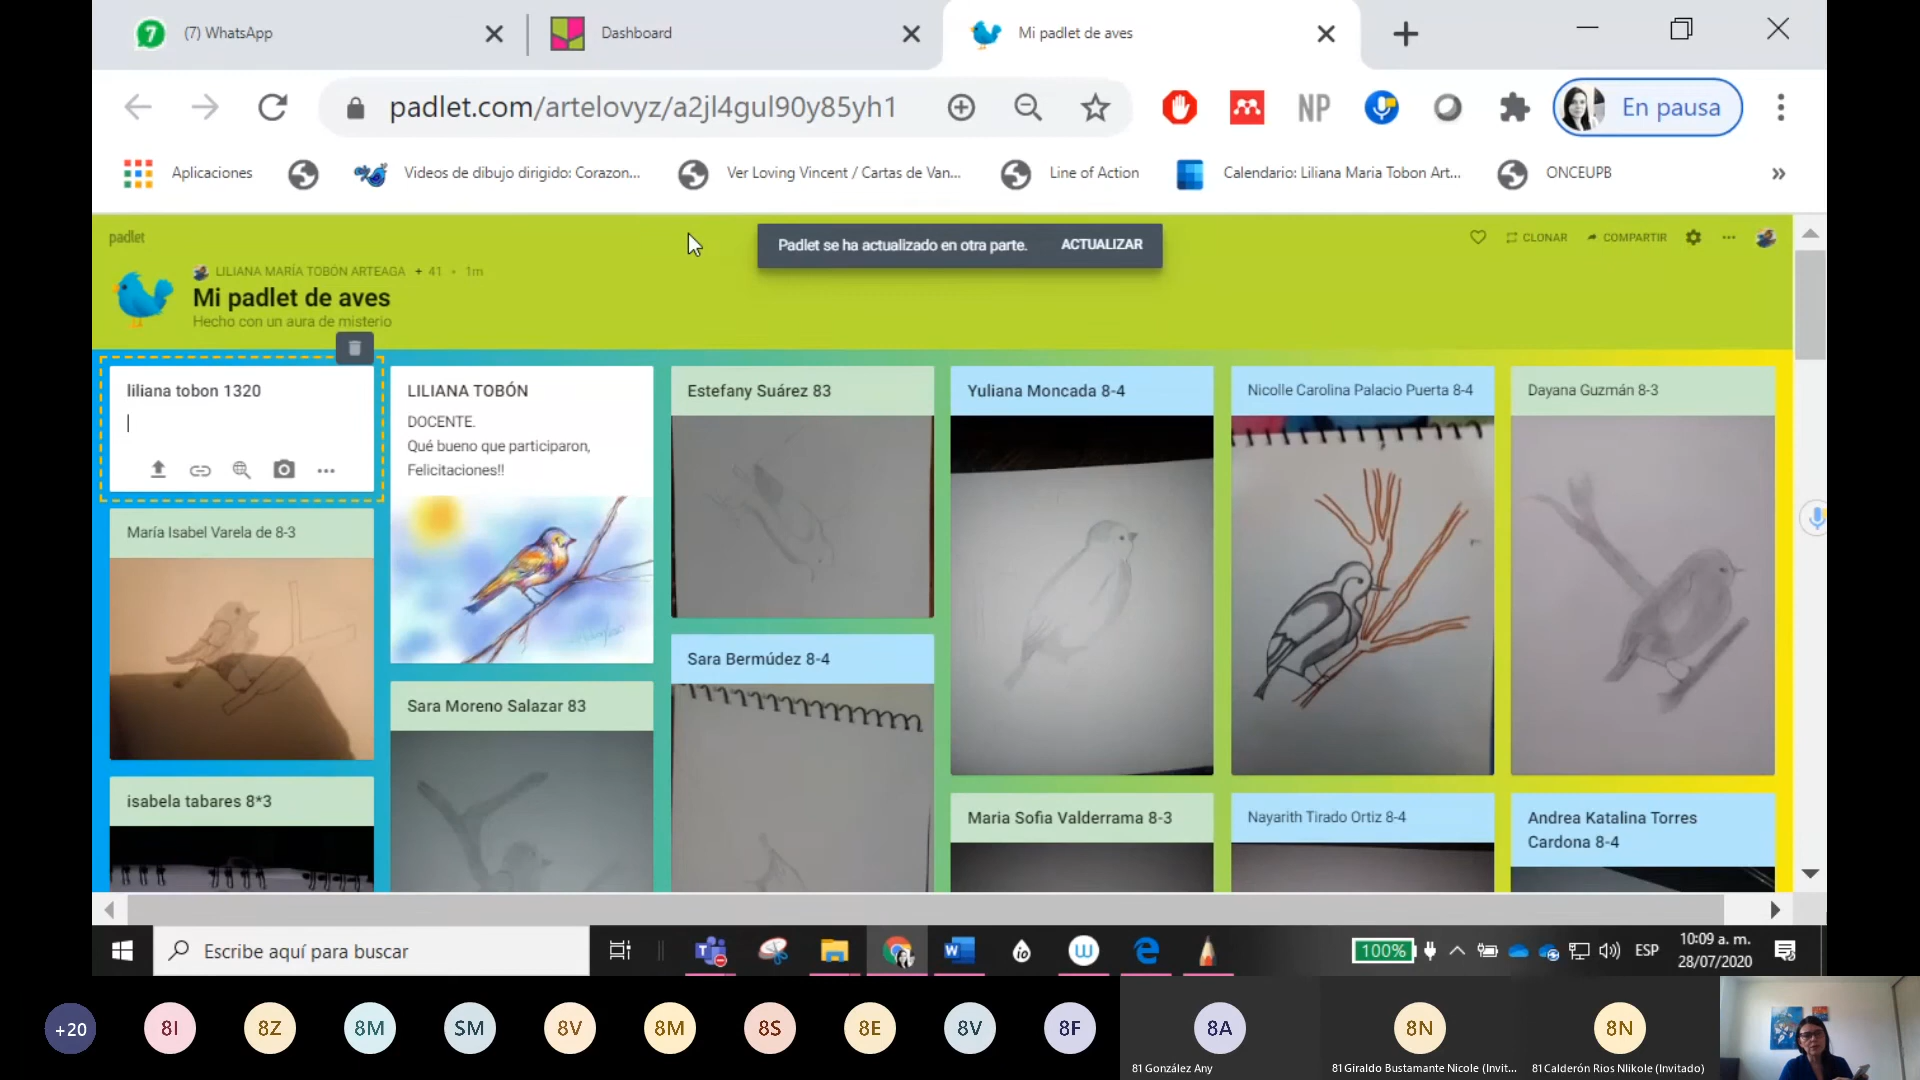 (7) WhatsApp
Dashboard
Mi padlet de aves
padlet.com/artelovyz/a2jl4gul90y85yh1
NP
En pausa
Aplicaciones
Videos de dibujo dirigido: Corazon...
Ver Loving Vincent / Cartas de Van...
Line of Action
Calendario: Liliana Maria Tobon Art...
ONCEUPB
»
padlet
Padlet se ha actualizado en otra parte.
ACTUALIZAR
CLONAR
COMPARTIR
LILIANA MARÍA TOBÓN ARTEAGA + 41 • 1m
Mi padlet de aves
Hecho con un aura de misterio
liliana tobon 1320
LILIANA TOBÓN
DOCENTE.
Qué bueno que participaron,
Felicitaciones!!
Estefany Suárez 83
Yuliana Moncada 8-4
Nicolle Carolina Palacio Puerta 8-4
Dayana Guzmán 8-3
María Isabel Varela de 8-3
Sara Bermúdez 8-4
Sara Moreno Salazar 83
isabela tabares 8*3
Maria Sofia Valderrama 8-3
Nayarith Tirado Ortiz 8-4
Andrea Katalina Torres
Cardona 8-4
Escribe aquí para buscar
100%
ESP
10:09 a. m.
28/07/2020
+20
8I
8Z
8M
SM
8V
8M
8S
8E
8V
8F
8A
8N
8N
81 González Any
81 Giraldo Bustamante Nicole (Invit...
81 Calderón Rios Nlikole (Invitado)